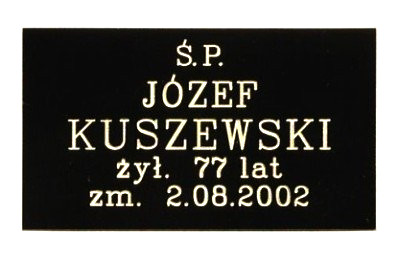 Ś.P.
JÓZEF
KUSZEWSKI
żył. 77 lat
zm. 2.08.2002